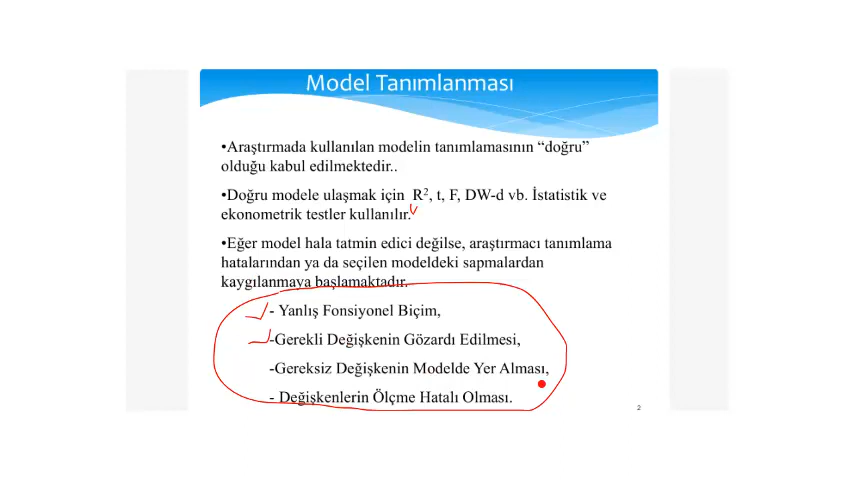 Model Tanımlanması
•Araştırmada kullanılan modelin tanımlamasının “doğru”
olduğu kabul edilmektedir..
•Doğru modele ulaşmak için R², t, F, DW-d vb. İstatistik ve
ekonometrik testler kullanılır.
•Eğer model hala tatmin edici değilse, araştırmacı tanımlama
hatalarından ya da seçilen modeldeki sapmalardan
kaygılanmaya başlamaktadır.
- Yanlış Fonsiyonel Biçim,
-Gerekli Değişkenin Gözardı Edilmesi,
-Gereksiz Değişkenin Modelde Yer Alması,
- Değişkenlerin Ölçme Hatalı Olması.
2